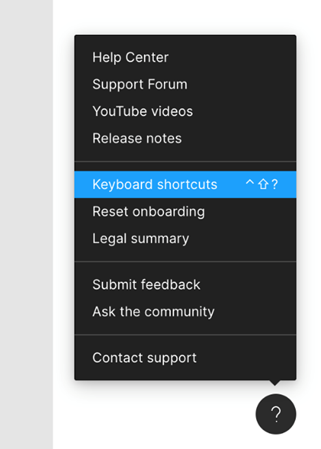 Help Center
Support Forum
YouTube videos
Release notes
Keyboard shortcuts ^⇧?
Reset onboarding
Legal summary
Submit feedback
Ask the community
Contact support
?